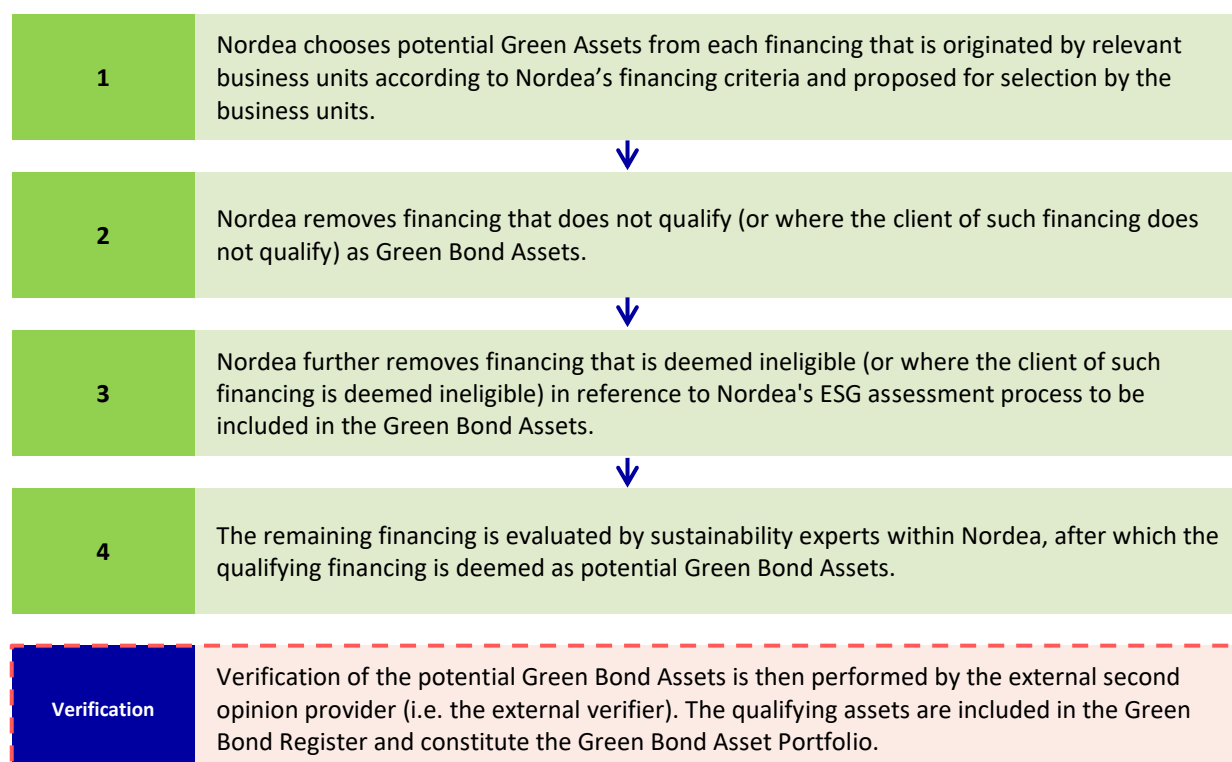 1
Nordea chooses potential Green Assets from each financing that is originated by relevant
business units according to Nordea’s financing criteria and proposed for selection by the
business units.
2
Nordea removes financing that does not qualify (or where the client of such financing does
not qualify) as Green Bond Assets.
3
Nordea further removes financing that is deemed ineligible (or where the client of such
financing is deemed ineligible) in reference to Nordea's ESG assessment process to be
included in the Green Bond Assets.
4
The remaining financing is evaluated by sustainability experts within Nordea, after which the
qualifying financing is deemed as potential Green Bond Assets.
Verification
Verification of the potential Green Bond Assets is then performed by the external second
opinion provider (i.e. the external verifier). The qualifying assets are included in the Green
Bond Register and constitute the Green Bond Asset Portfolio.